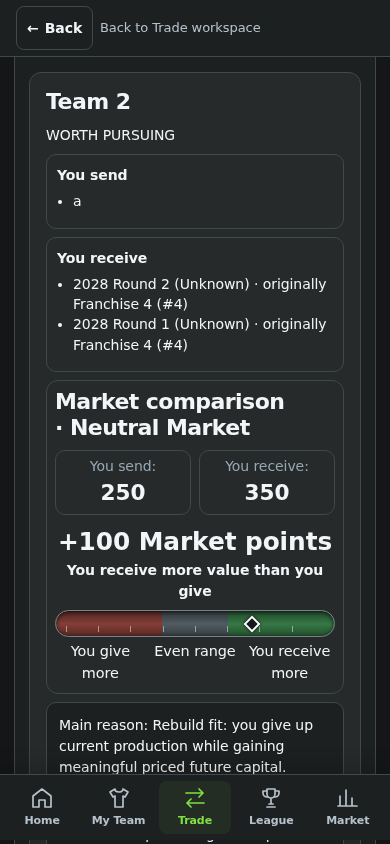 ← Back
Back to Trade workspace
Team 2
WORTH PURSUING
You send
• a
You receive
• 2028 Round 2 (Unknown) · originally
Franchise 4 (#4)
• 2028 Round 1 (Unknown) · originally
Franchise 4 (#4)
Market comparison
· Neutral Market
You send:
250
You receive:
350
+100 Market points
You receive more value than you
give
You give
more
Even range
You receive
more
Main reason: Rebuild fit: you give up
current production while gaining
meaningful priced future capital.
Home
My Team
Trade
League
Market